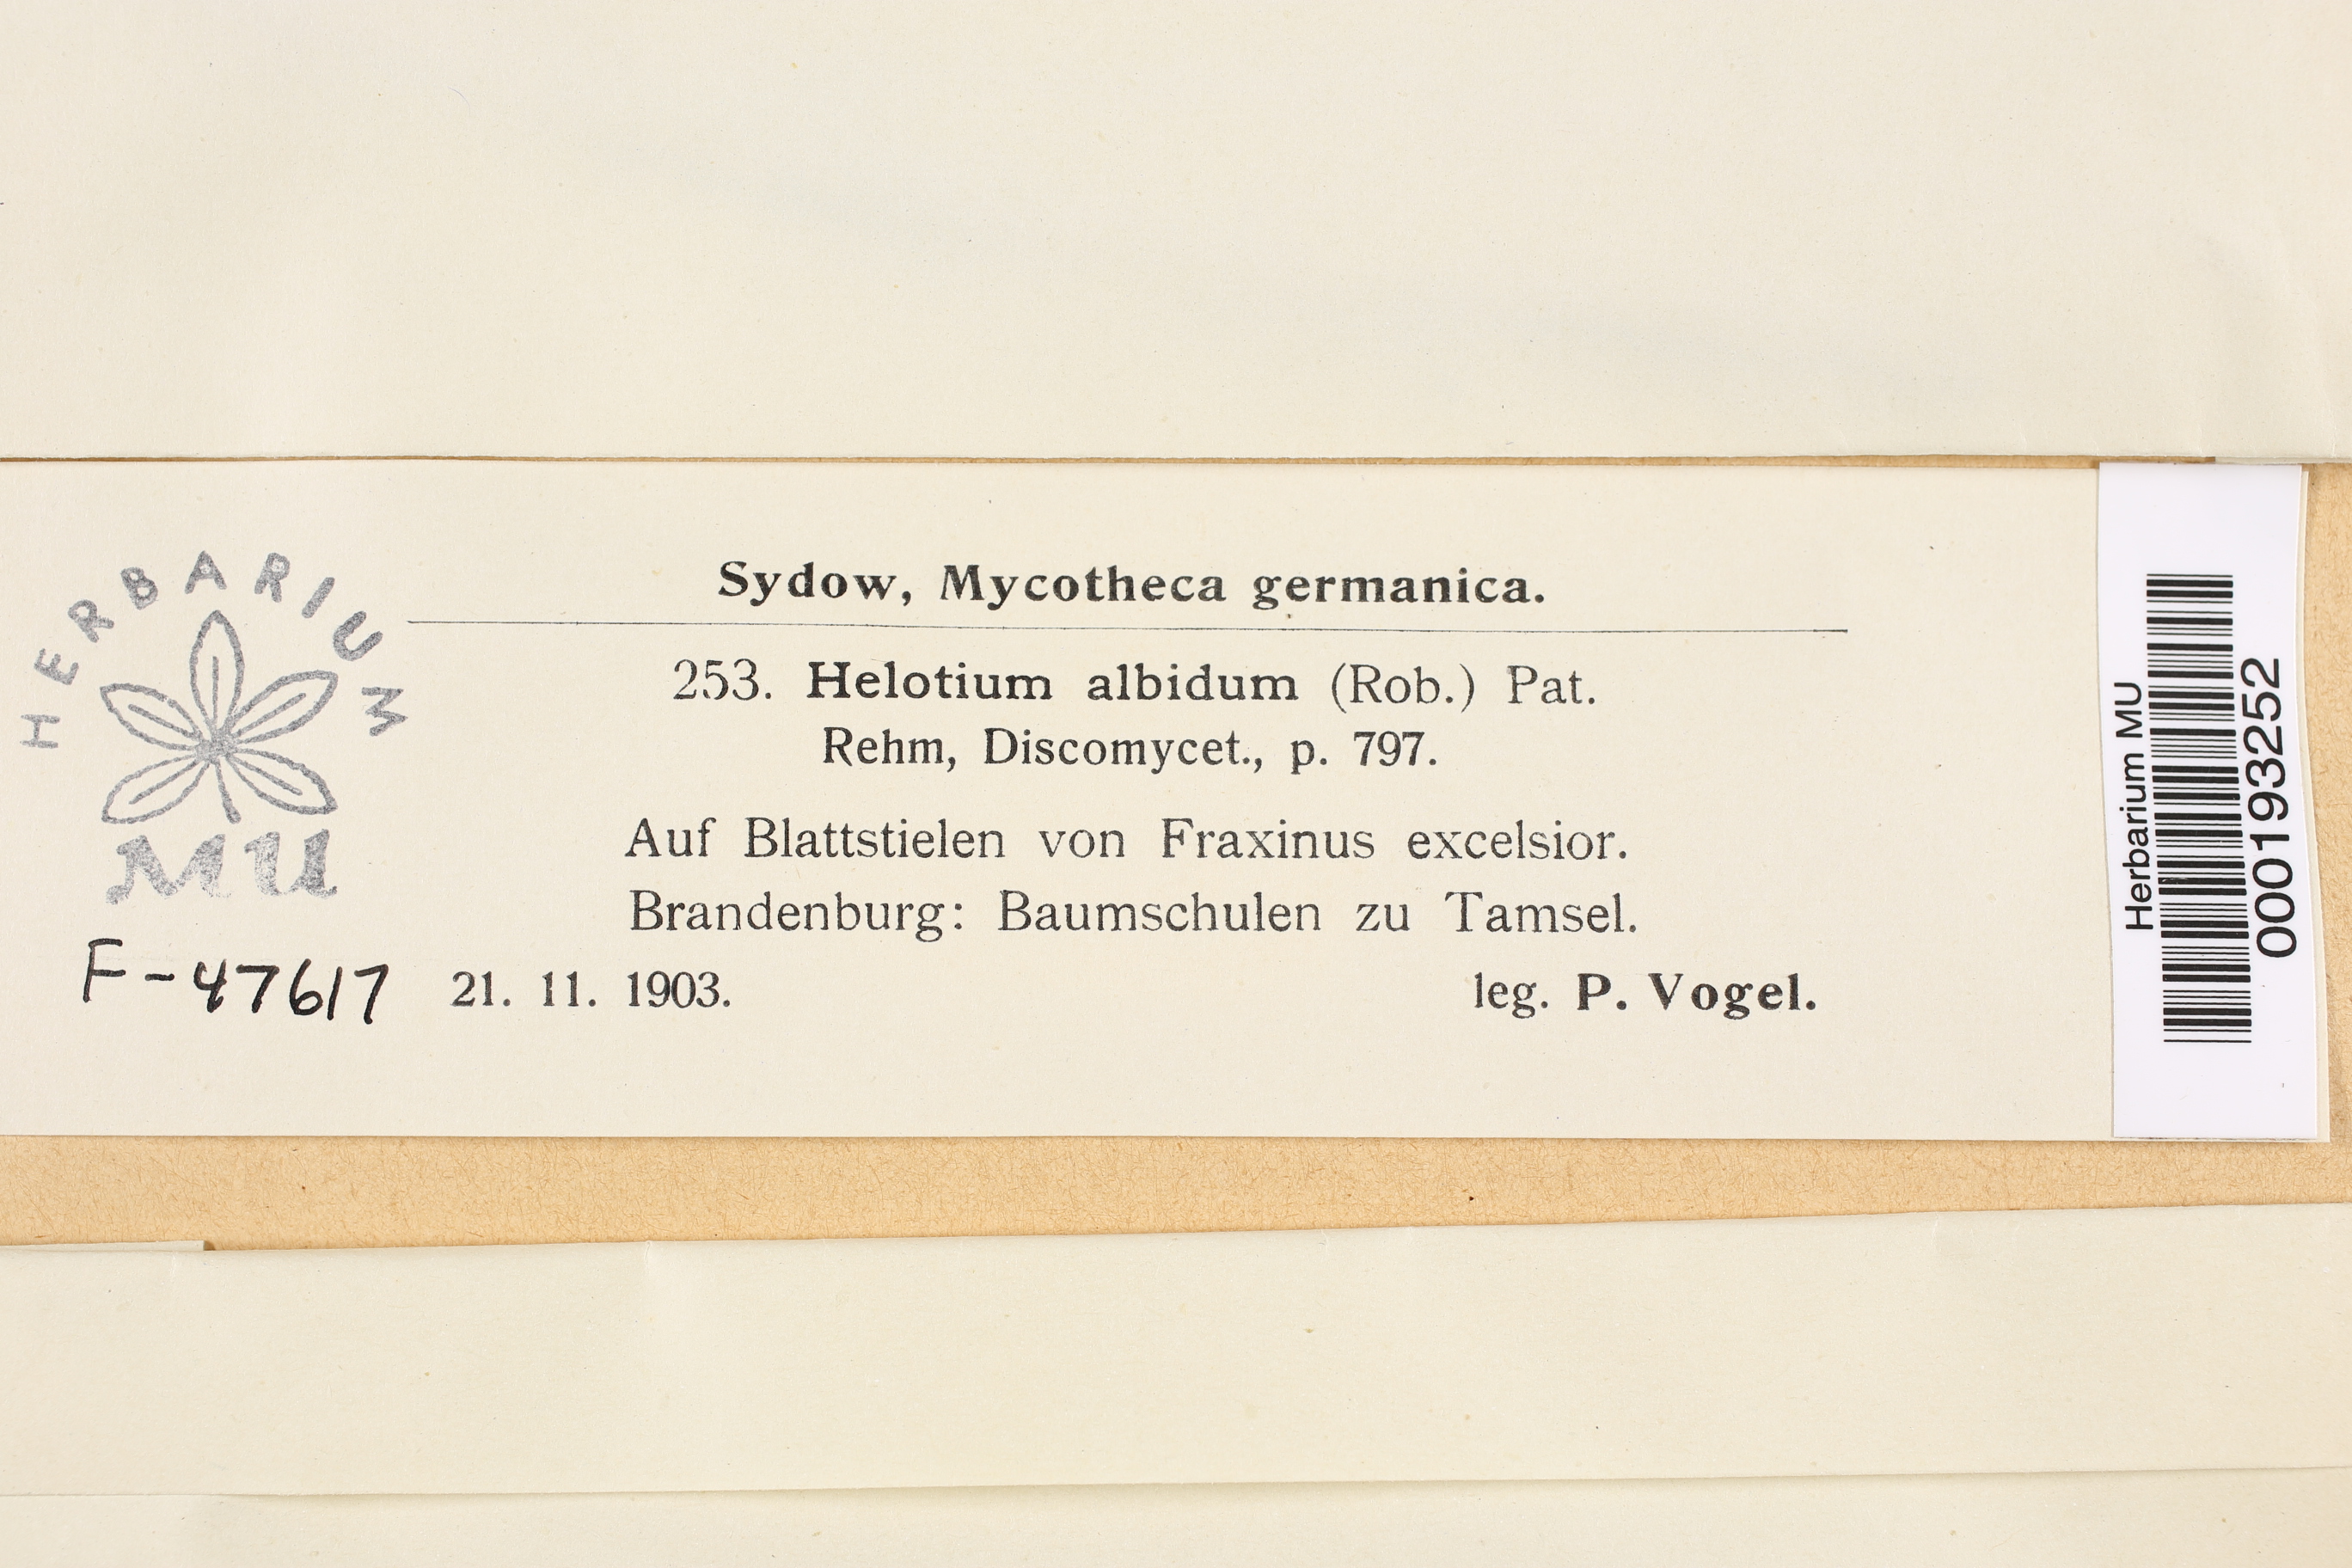 Sydow, Mycotheca germanica.
253. Helotium albidum (Rob.) Pat.
Rehm, Discomycet., p. 797.
Auf Blattstielen von Fraxinus excelsior.
Brandenburg: Baumschulen zu Tamsel.
21. 11. 1903. leg. P. Vogel.
HERBARIUM
MU
F-47617
Herbarium MU
000193252